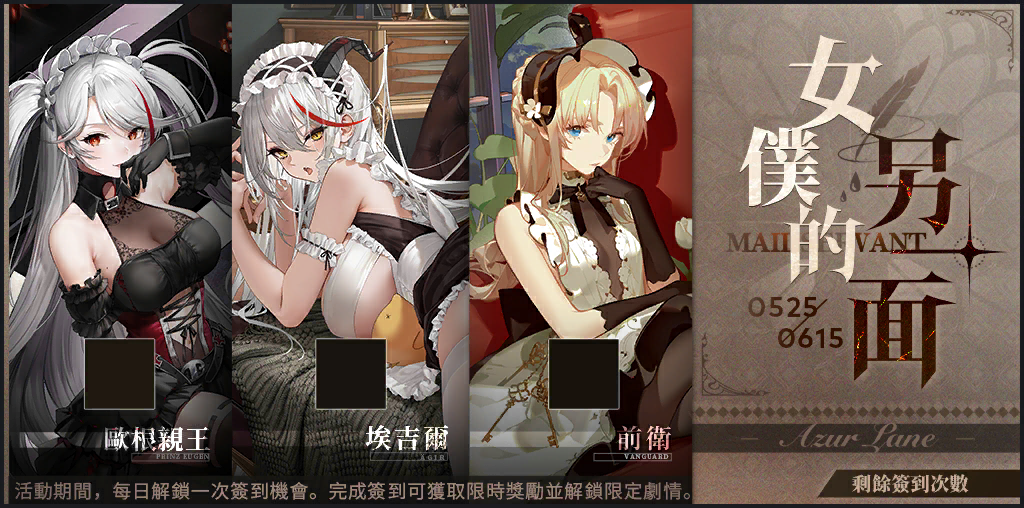 女僕的
另一面
MAID SERVANT
0525
0615
歐根親王
PRINZ EUGEN
埃吉爾
ÄGIR
前衛
VANGUARD
Azur Lane
活動期間，每日解鎖一次簽到機會。完成簽到可獲取限時獎勵並解鎖限定劇情。
剩餘簽到次數